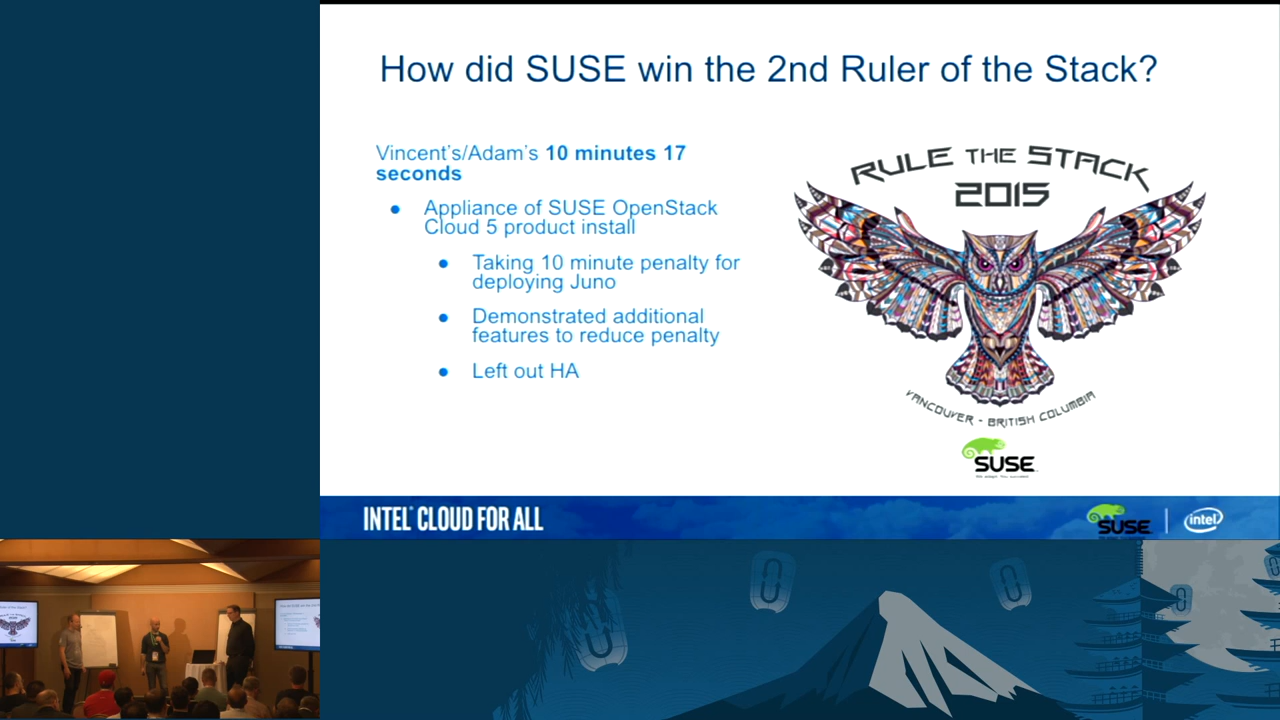 How did SUSE win the 2nd Ruler of the Stack?
Vincent's/Adam's 10 minutes 17
seconds
● Appliance of SUSE OpenStack
Cloud 5 product install
● Taking 10 minute penalty for
deploying Juno
● Demonstrated additional
features to reduce penalty
● Left out HA
RULE THE STACK
2015
VANCOUVER - BRITISH COLUMBIA
SUSE
INTEL® CLOUD FOR ALL
SUSE
intel